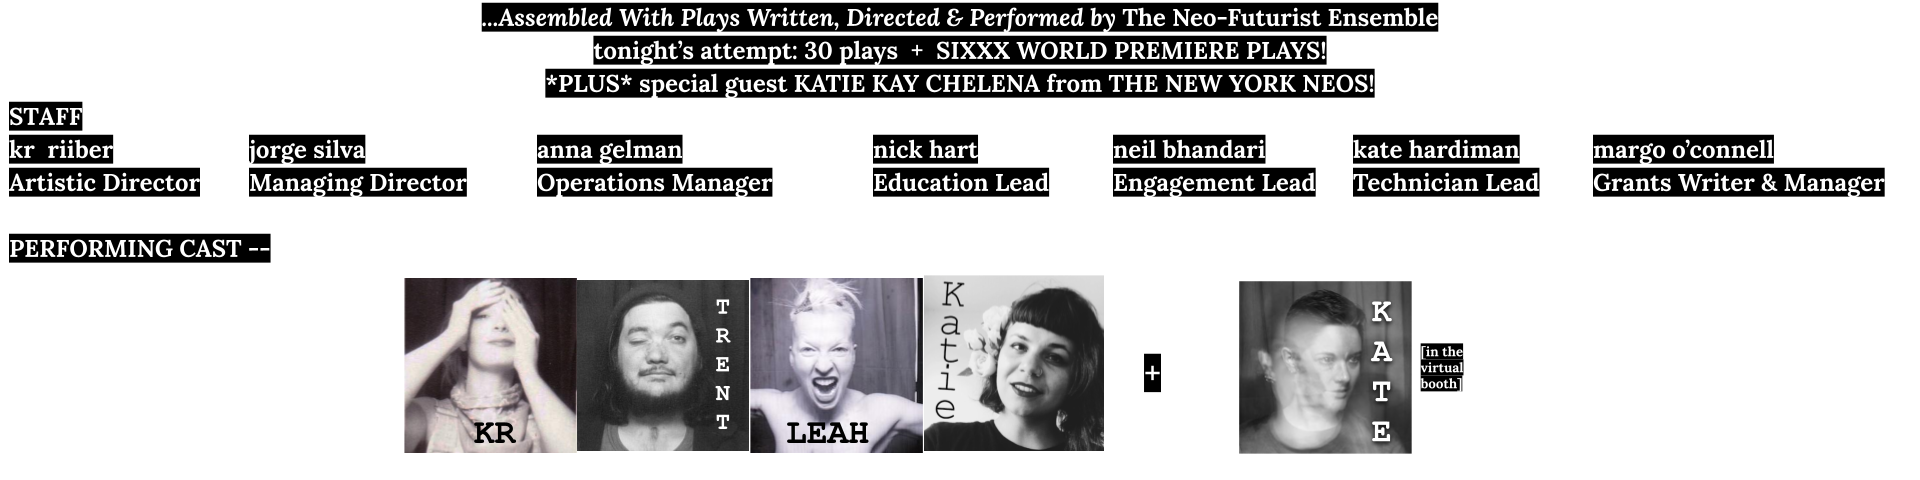 ...Assembled With Plays Written, Directed & Performed by The Neo-Futurist Ensemble
tonight’s attempt: 30 plays + SIXXX WORLD PREMIERE PLAYS!
*PLUS* special guest KATIE KAY CHELENA from THE NEW YORK NEOS!
STAFF
kr riiber jorge silva anna gelman nick hart neil bhandari kate hardiman margo o’connell
Artistic Director Managing Director Operations Manager Education Lead Engagement Lead Technician Lead Grants Writer & Manager
PERFORMING CAST --
KR
TRENT
LEAH
Katie
+
KATE
[in the
virtual
booth]